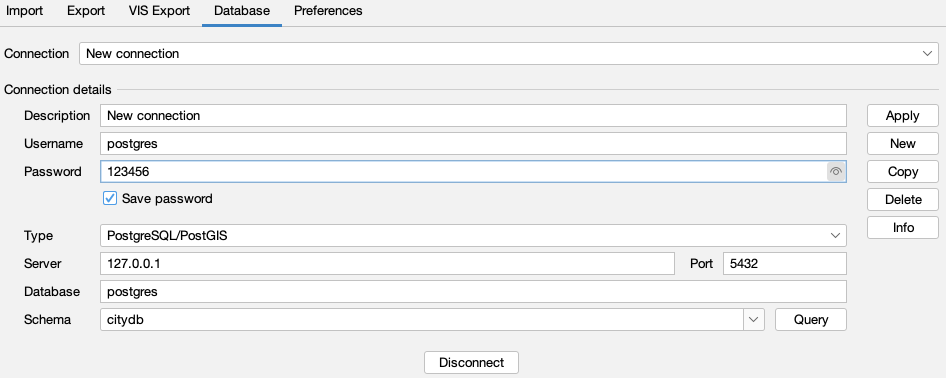 Import Export VIS Export Database Preferences
Connection New connection
Connection details
Description New connection Apply
Username postgres New
Password 123456 Copy
Save password Delete
Type PostgreSQL/PostGIS Info
Server 127.0.0.1 Port 5432
Database postgres
Schema citydb Query
Disconnect